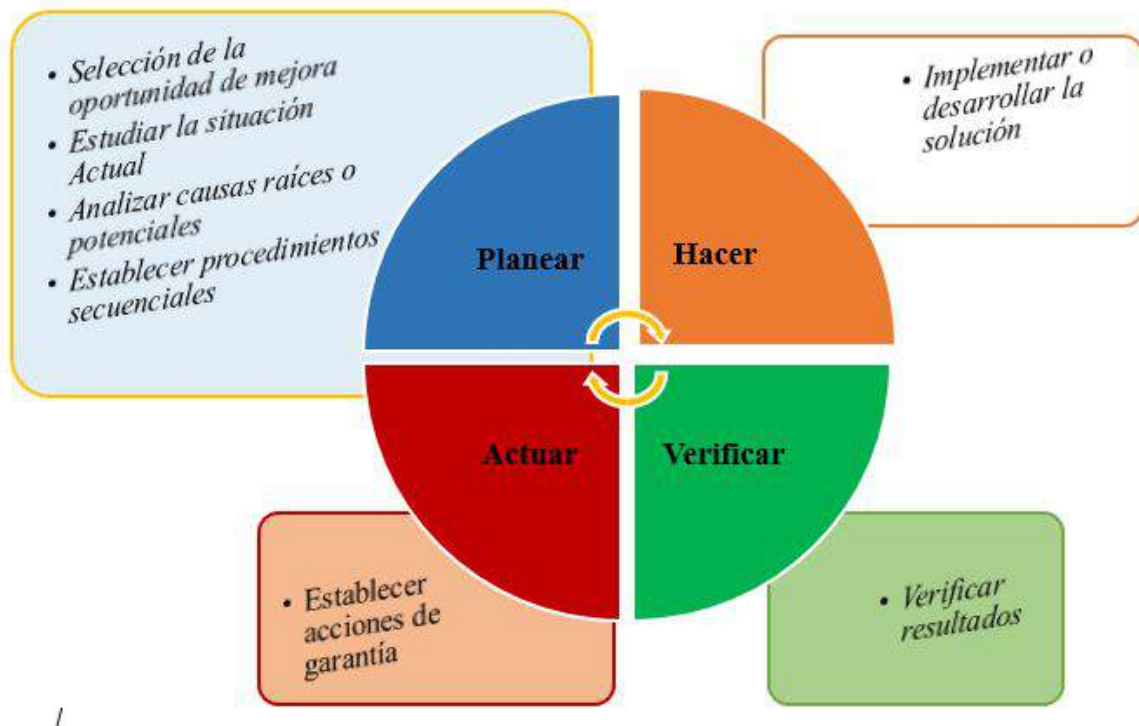 • Selección de la
oportunidad de mejora
• Estudiar la situación
Actual
• Analizar causas raíces o
potenciales
• Establecer procedimientos
secuenciales
• Implementar o
desarrollar la
solución
Planear
Hacer
Actuar
Verificar
• Establecer
acciones de
garantía
• Verificar
resultados
/